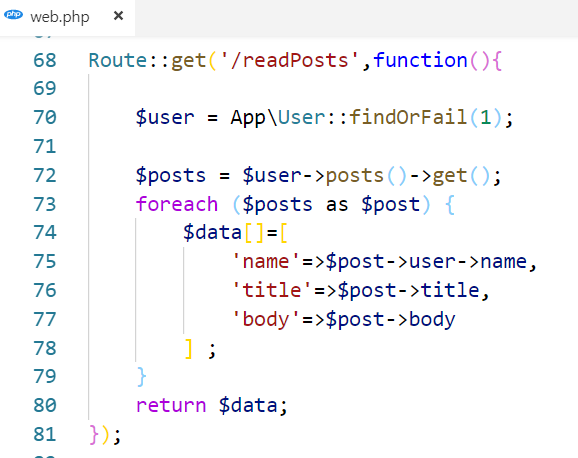 php web.php ×
68 Route::get('/readPosts',function(){
69
70 $user = App\User::findOrFail(1);
71
72 $posts = $user->posts()->get();
73 foreach ($posts as $post) {
74 $data[]=[
75 'name'=>$post->user->name,
76 'title'=>$post->title,
77 'body'=>$post->body
78 ] ;
79 }
80 return $data;
81 });